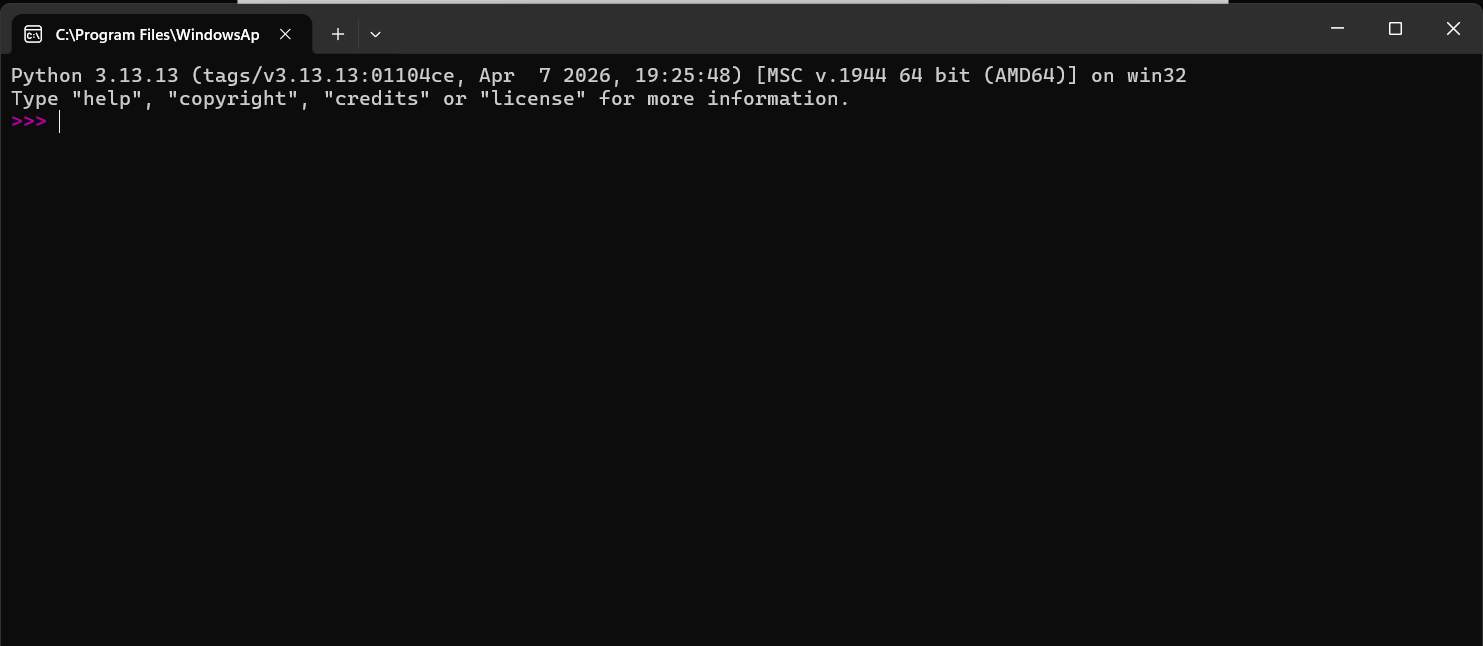 C:\Program Files\WindowsAp
Python 3.13.13 (tags/v3.13.13:01104ce, Apr  7 2026, 19:25:48) [MSC v.1944 64 bit (AMD64)] on win32
Type "help", "copyright", "credits" or "license" for more information.
>>>